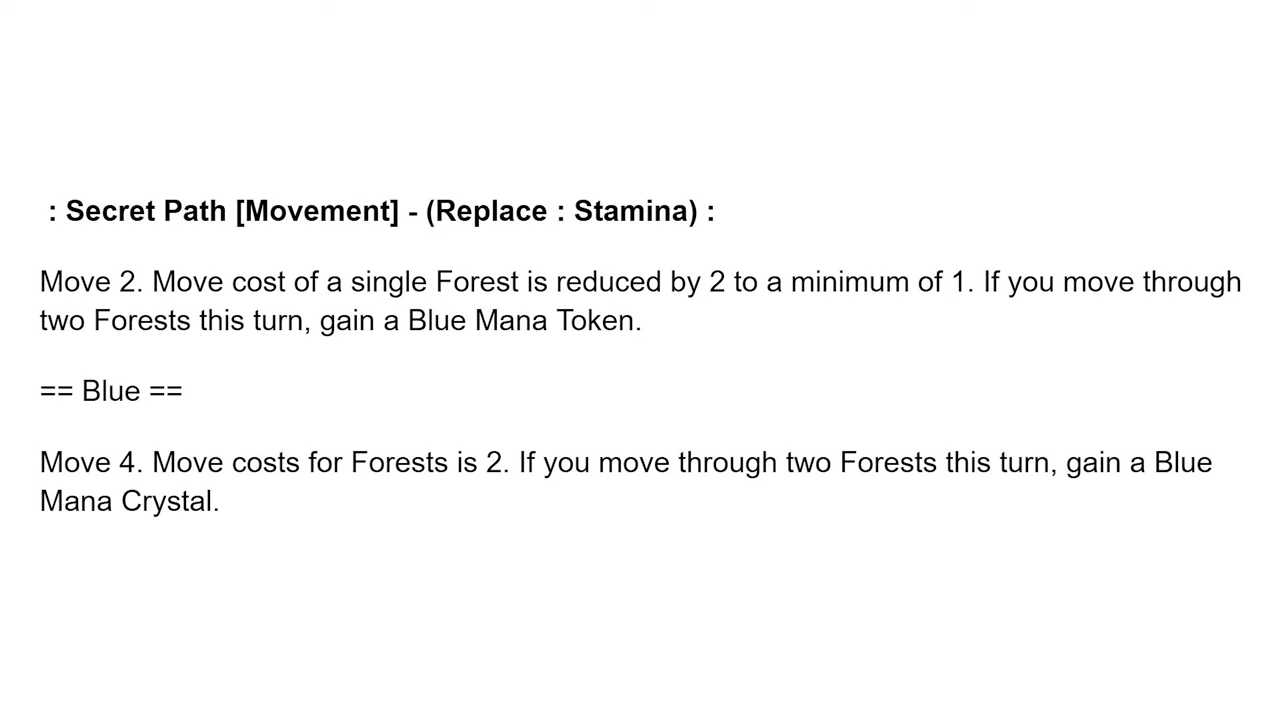 : Secret Path [Movement] - (Replace : Stamina) :
Move 2. Move cost of a single Forest is reduced by 2 to a minimum of 1. If you move through
two Forests this turn, gain a Blue Mana Token.
== Blue ==
Move 4. Move costs for Forests is 2. If you move through two Forests this turn, gain a Blue
Mana Crystal.